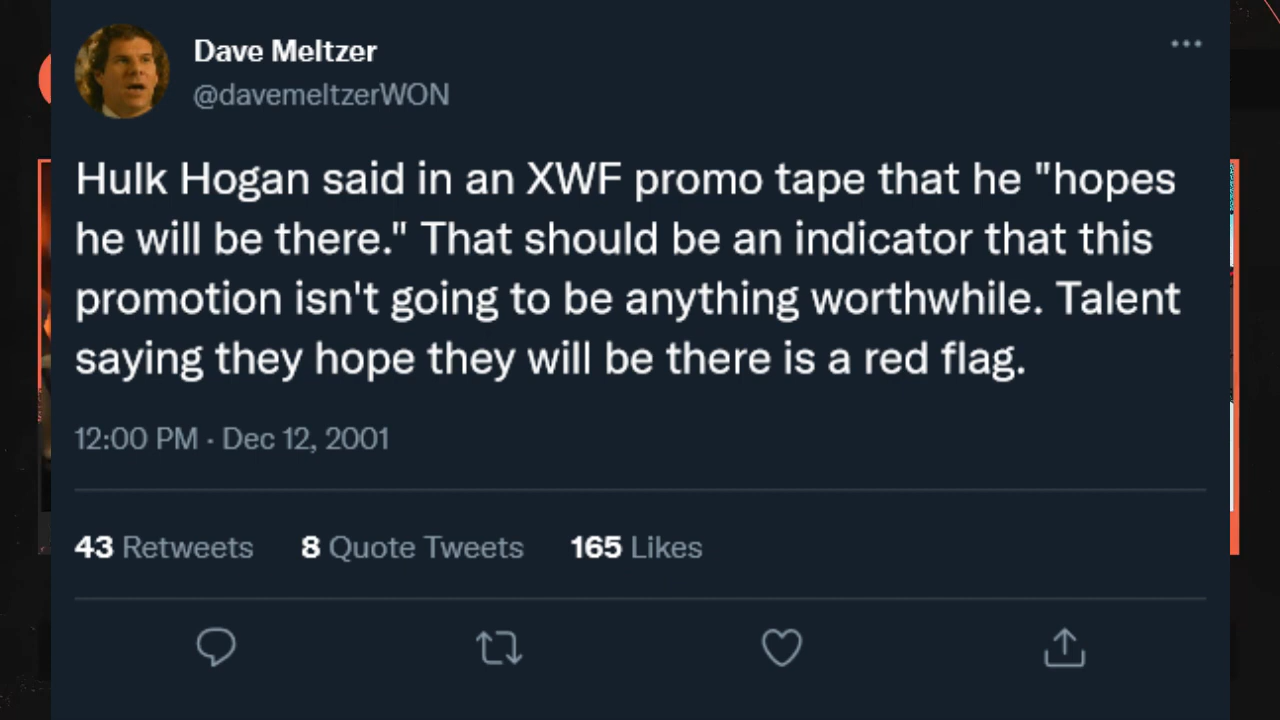 Dave Meltzer
@davemeltzerWON
Hulk Hogan said in an XWF promo tape that he "hopes
he will be there." That should be an indicator that this
promotion isn't going to be anything worthwhile. Talent
saying they hope they will be there is a red flag.
12:00 PM · Dec 12, 2001
43 Retweets 8 Quote Tweets 165 Likes